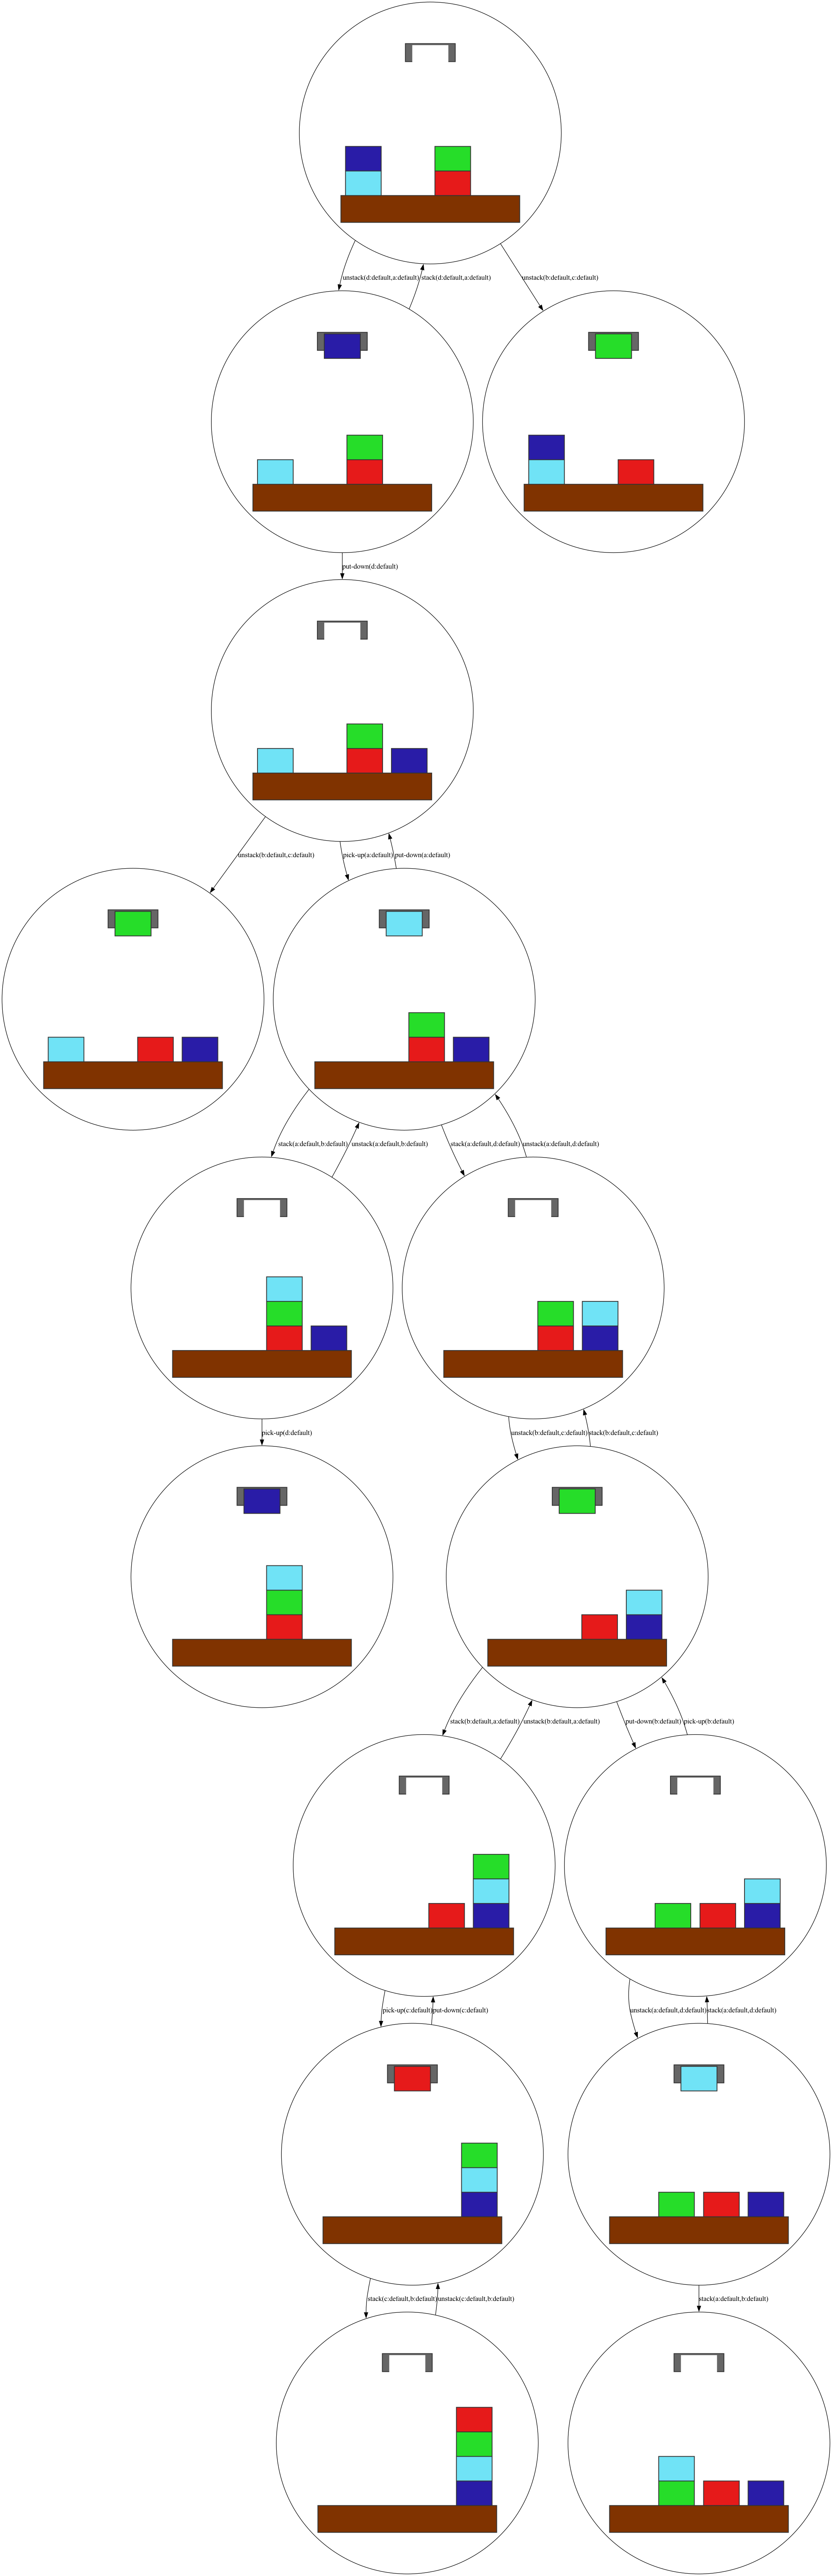 unstack(d:default,a:default)
stack(d:default,a:default)
unstack(b:default,c:default)
put-down(d:default)
unstack(b:default,c:default)
pick-up(a:default)
put-down(a:default)
stack(a:default,b:default)
unstack(a:default,b:default)
stack(a:default,d:default)
unstack(a:default,d:default)
pick-up(d:default)
unstack(b:default,c:default)
stack(b:default,c:default)
stack(b:default,a:default)
unstack(b:default,a:default)
put-down(b:default)
pick-up(b:default)
pick-up(c:default)
put-down(c:default)
unstack(a:default,d:default)
stack(a:default,d:default)
stack(c:default,b:default)
unstack(c:default,b:default)
stack(a:default,b:default)